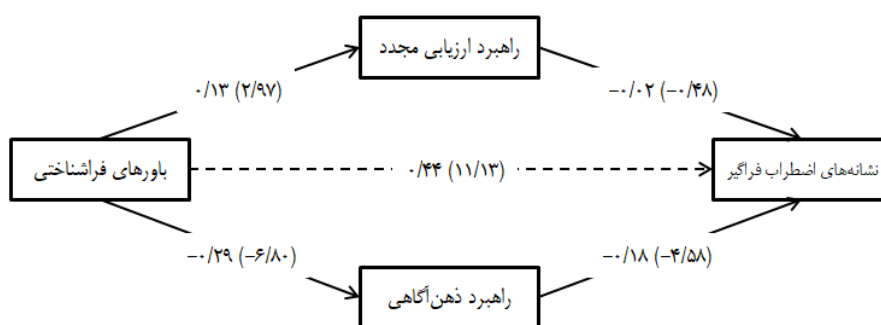 راهبرد ارزیابی مجدد
۰/۱۳ (۲/۹۷)
−۰/۰۲ (−۰/۴۸)
باورهای فراشناختی
۰/۴۴ (۱۱/۱۳)
نشانه‌های اضطراب فراگیر
−۰/۲۹ (−۶/۸۰)
−۰/۱۸ (−۴/۵۸)
راهبرد ذهن‌آگاهی